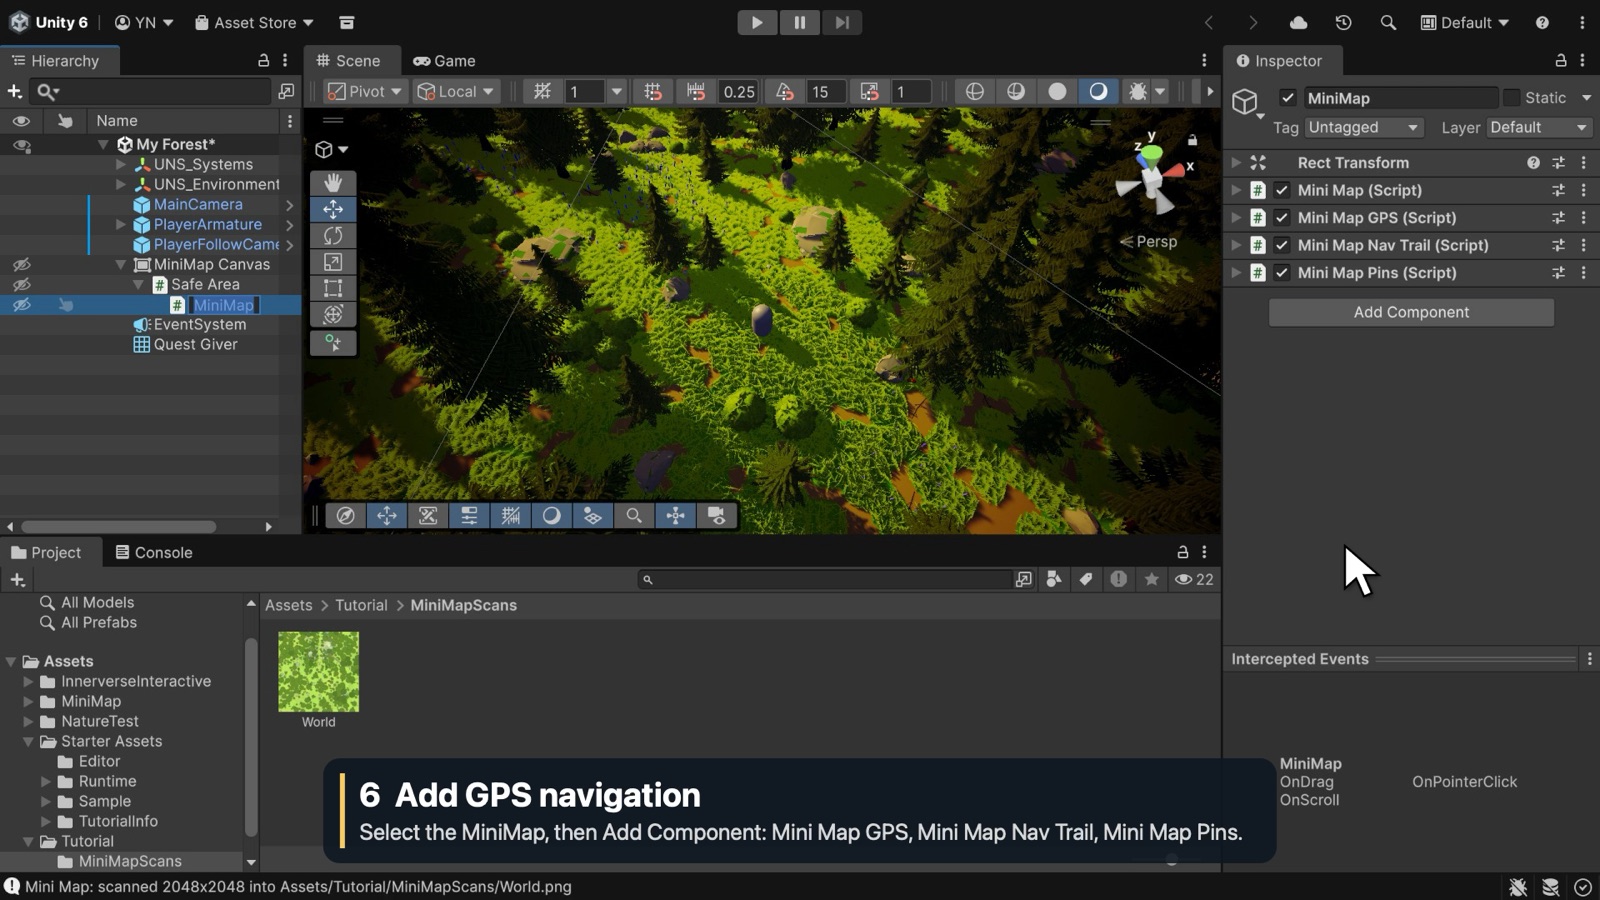 Unity 6
YN
Asset Store
Default
Hierarchy
Scene
Game
Inspector
Pivot
Local
1
0.25
15
1
MiniMap
Static
Tag
Untagged
Layer
Default
Name
My Forest*
UNS_Systems
UNS_Environment
MainCamera
PlayerArmature
PlayerFollowCame
MiniMap Canvas
Safe Area
MiniMap
EventSystem
Quest Giver
y
z
x
Persp
Rect Transform
Mini Map (Script)
Mini Map GPS (Script)
Mini Map Nav Trail (Script)
Mini Map Pins (Script)
Add Component
Project
Console
22
All Models
All Prefabs
Assets
InnerverseInteractive
MiniMap
NatureTest
Starter Assets
Editor
Runtime
Sample
TutorialInfo
Tutorial
MiniMapScans
Assets > Tutorial > MiniMapScans
World
Intercepted Events
MiniMap
OnDrag
OnPointerClick
OnScroll
6 Add GPS navigation
Select the MiniMap, then Add Component: Mini Map GPS, Mini Map Nav Trail, Mini Map Pins.
Mini Map: scanned 2048x2048 into Assets/Tutorial/MiniMapScans/World.png